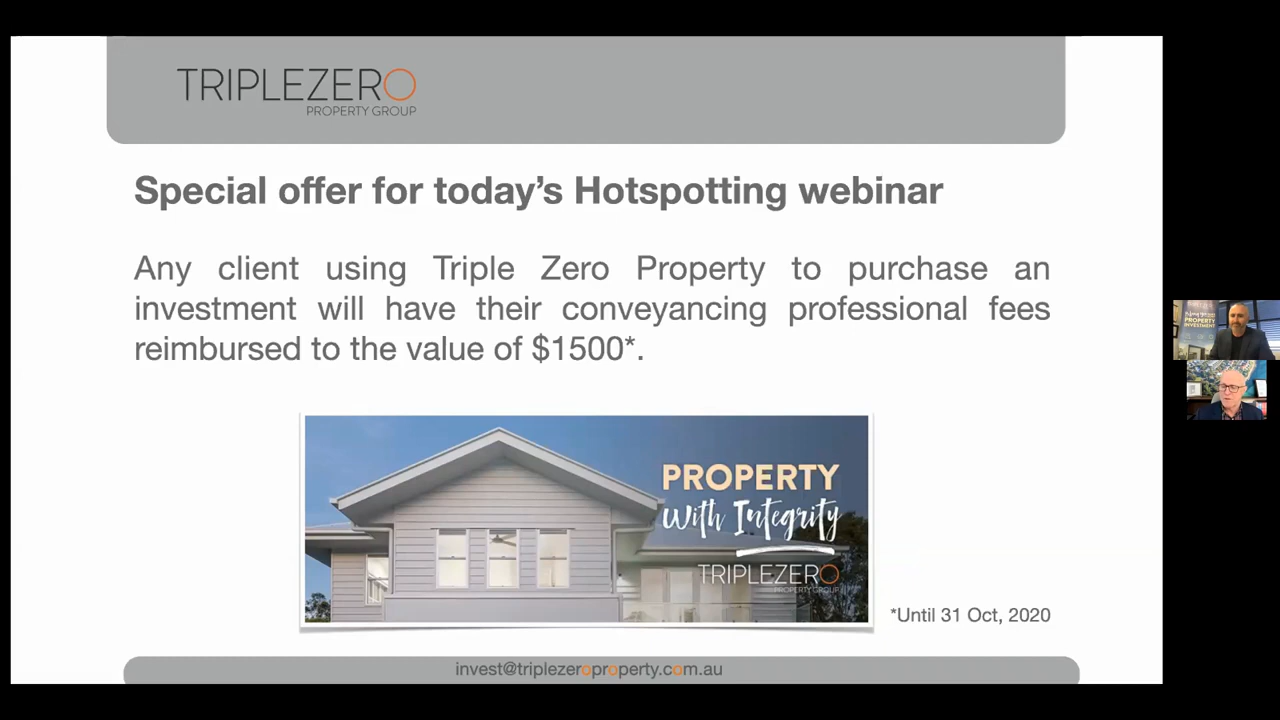 TRIPLEZERO
PROPERTY GROUP
Special offer for today’s Hotspotting webinar
Any client using Triple Zero Property to purchase an
investment will have their conveyancing professional fees
reimbursed to the value of $1500*.
PROPERTY
With Integrity
TRIPLEZERO
PROPERTY GROUP
*Until 31 Oct, 2020
invest@triplezeroproperty.com.au
PROPERTY
INVESTMENT